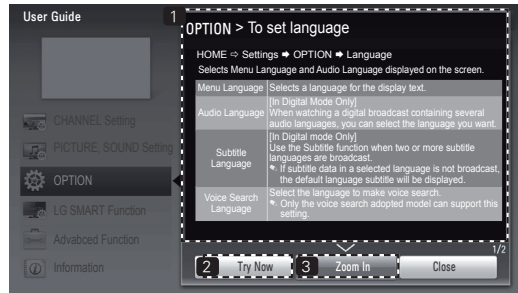 User Guide
1
OPTION > To set language
HOME ⇨ Settings ➡ OPTION ➡ Language
Selects Menu Language and Audio Language displayed on the screen.
Menu Language Selects a language for the display text.
Audio Language [In Digital Mode Only]
When watching a digital broadcast containing several
audio languages, you can select the language you want.
Subtitle Language [In Digital mode Only]
Use the Subtitle function when two or more subtitle
languages are broadcast.
If subtitle data in a selected language is not broadcast,
the default language subtitle will be displayed.
Voice Search Language Select the language to make voice search.
Only the voice search adopted model can support this
setting.
CHANNEL Setting
PICTURE, SOUND Setting
OPTION
LG SMART Function
Advabced Function
Information
1/2
2 Try Now
3 Zoom In
Close